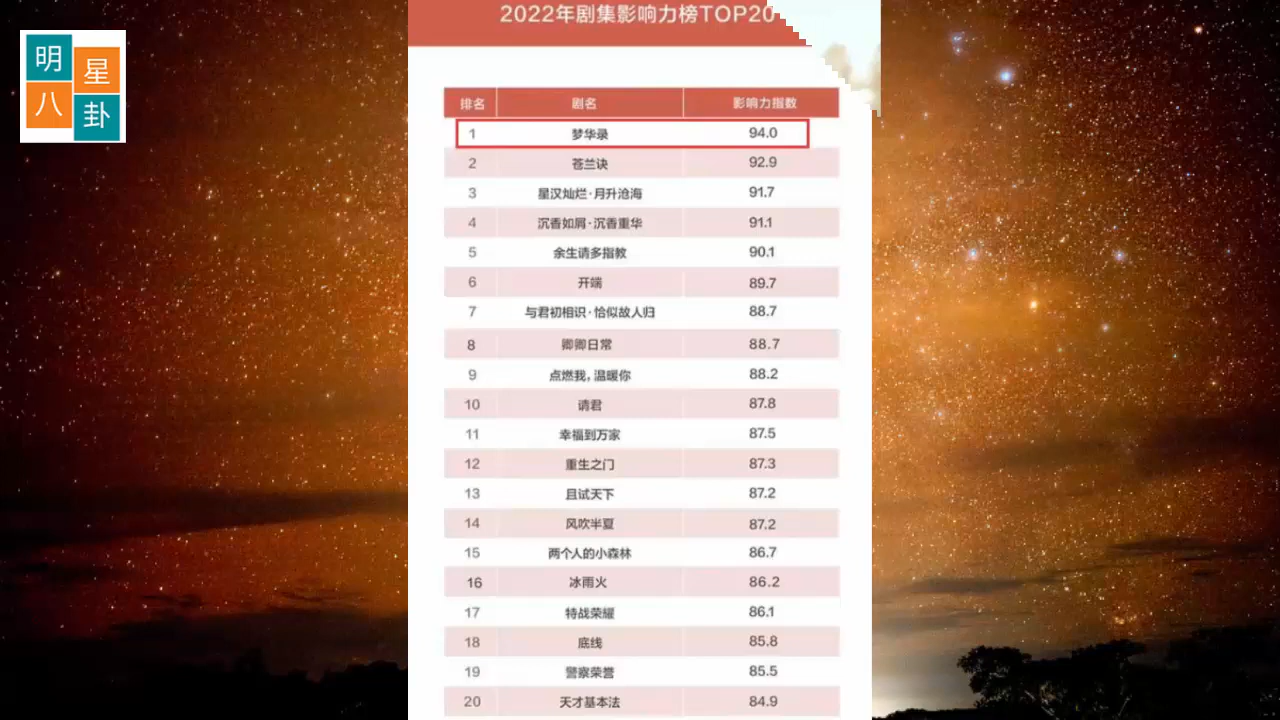 明星八卦
2022年剧集影响力榜TOP20
排名 剧名 影响力指数
1 梦华录 94.0
2 苍兰诀 92.9
3 星汉灿烂·月升沧海 91.7
4 沉香如屑·沉香重华 91.1
5 余生请多指教 90.1
6 开端 89.7
7 与君初相识·恰似故人归 88.7
8 卿卿日常 88.7
9 点燃我,温暖你 88.2
10 请君 87.8
11 幸福到万家 87.5
12 重生之门 87.3
13 且试天下 87.2
14 风吹半夏 87.2
15 两个人的小森林 86.7
16 冰雨火 86.2
17 特战荣耀 86.1
18 底线 85.8
19 警察荣誉 85.5
20 天才基本法 84.9